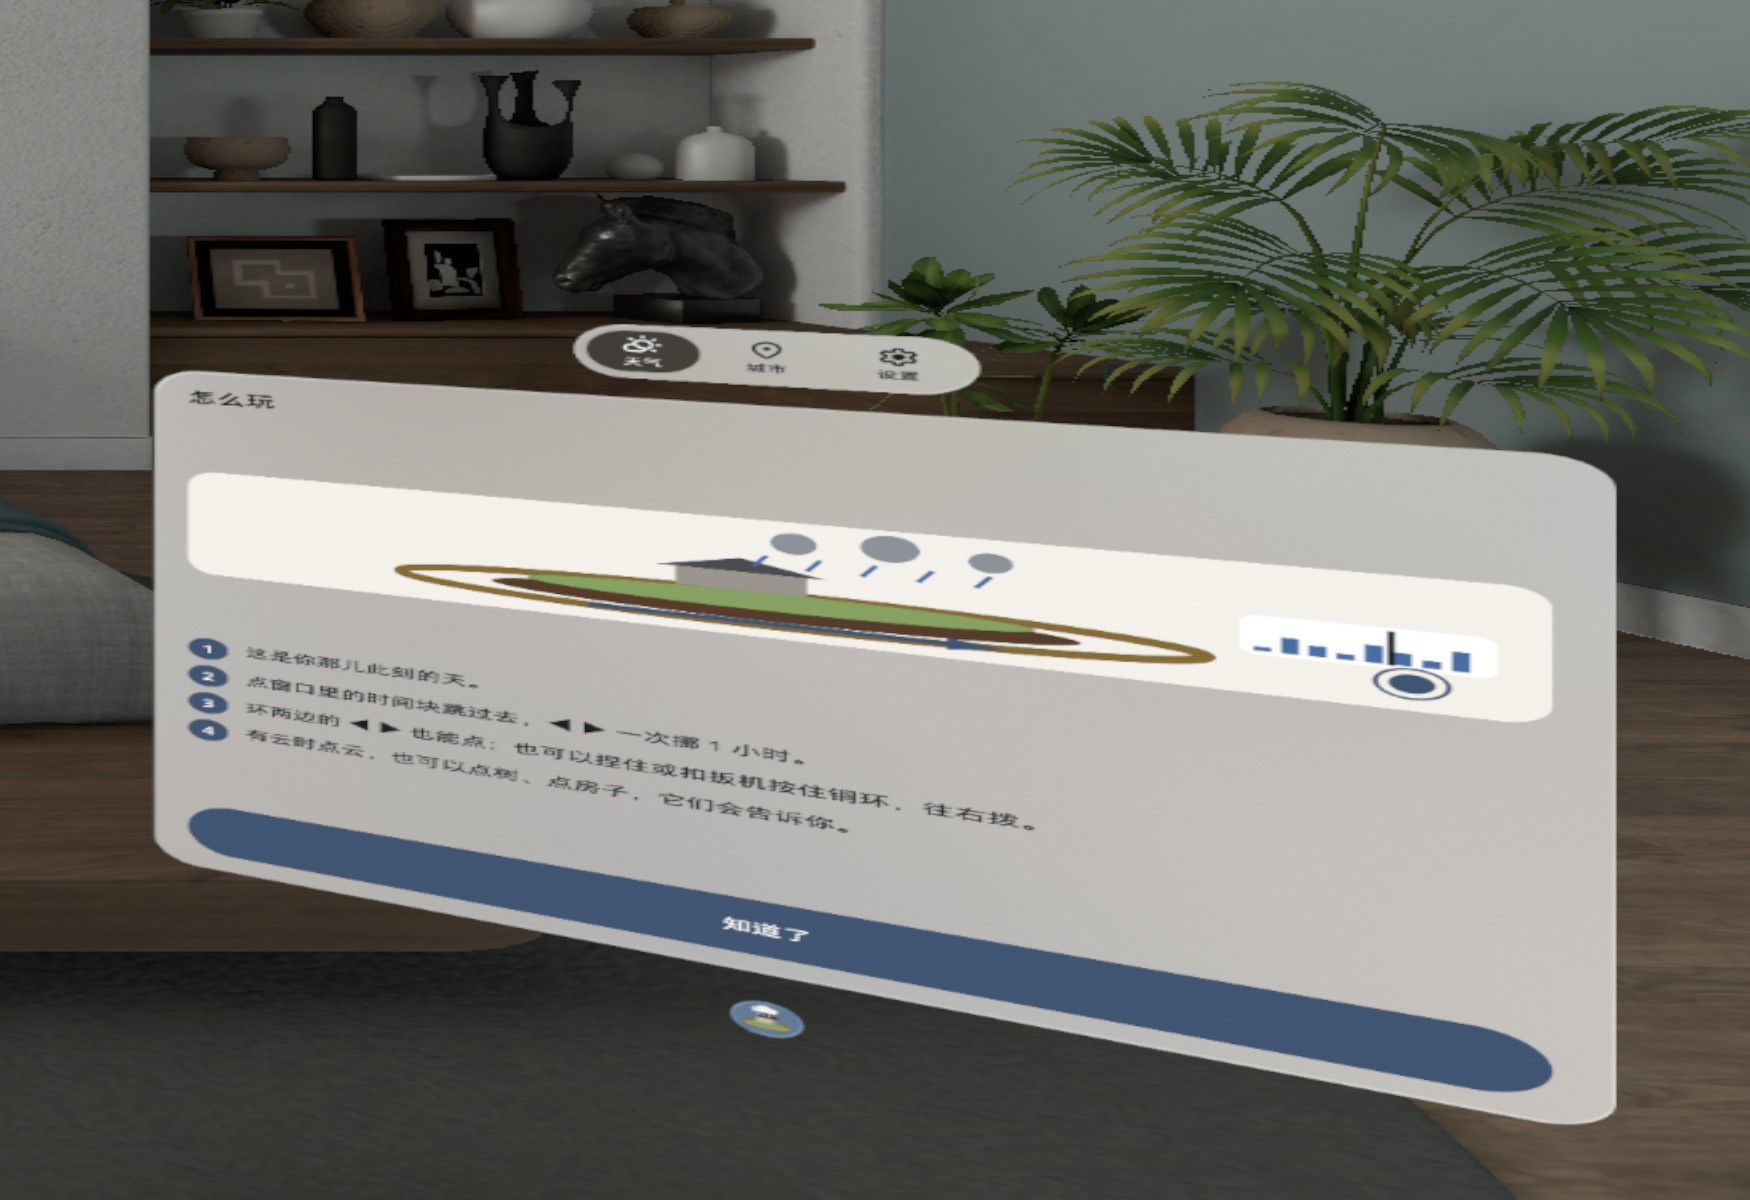 天气
城市
设置
怎么玩
1 这是你那儿此刻的天。
2 点窗口里的时间块跳过去，◀ ▶ 一次挪 1 小时。
3 环两边的 ◀ ▶ 也能点；也可以捏住或扣扳机按住铜环，往右拨。
4 有云时点云，也可以点树、点房子，它们会告诉你。
知道了